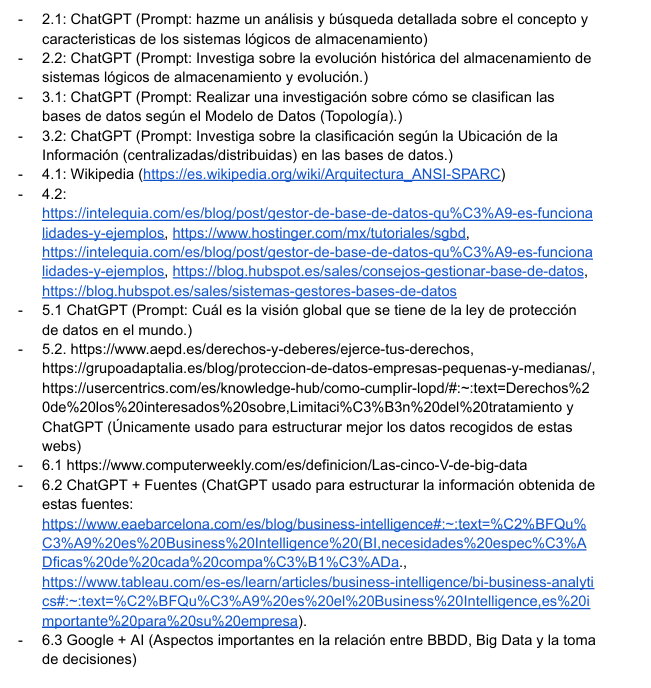 - 2.1: ChatGPT (Prompt: hazme un análisis y búsqueda detallada sobre el concepto y
caracteristicas de los sistemas lógicos de almacenamiento)
- 2.2: ChatGPT (Prompt: Investiga sobre la evolución histórica del almacenamiento de
sistemas lógicos de almacenamiento y evolución.)
- 3.1: ChatGPT (Prompt: Realizar una investigación sobre cómo se clasifican las
bases de datos según el Modelo de Datos (Topología).)
- 3.2: ChatGPT (Prompt: Investiga sobre la clasificación según la Ubicación de la
Información (centralizadas/distribuidas) en las bases de datos.)
- 4.1: Wikipedia (https://es.wikipedia.org/wiki/Arquitectura_ANSI-SPARC)
- 4.2:
https://intelequia.com/es/blog/post/gestor-de-base-de-datos-qu%C3%A9-es-funciona
lidades-y-ejemplos, https://www.hostinger.com/mx/tutoriales/sgbd,
https://intelequia.com/es/blog/post/gestor-de-base-de-datos-qu%C3%A9-es-funciona
lidades-y-ejemplos, https://blog.hubspot.es/sales/consejos-gestionar-base-de-datos,
https://blog.hubspot.es/sales/sistemas-gestores-bases-de-datos
- 5.1 ChatGPT (Prompt: Cuál es la visión global que se tiene de la ley de protección
de datos en el mundo.)
- 5.2. https://www.aepd.es/derechos-y-deberes/ejerce-tus-derechos,
https://grupoadaptalia.es/blog/proteccion-de-datos-empresas-pequenas-y-medianas/,
https://usercentrics.com/es/knowledge-hub/como-cumplir-lopd/#:~:text=Derechos%2
0de%20los%20interesados%20sobre,Limitaci%C3%B3n%20del%20tratamiento y
ChatGPT (Únicamente usado para estructurar mejor los datos recogidos de estas
webs)
- 6.1 https://www.computerweekly.com/es/definicion/Las-cinco-V-de-big-data
- 6.2 ChatGPT + Fuentes (ChatGPT usado para estructurar la información obtenida de
estas fuentes:
https://www.eaebarcelona.com/es/blog/business-intelligence#:~:text=%C2%BFQu%
C3%A9%20es%20Business%20Intelligence%20(BI,necesidades%20espec%C3%A
Dficas%20de%20cada%20compa%C3%B1%C3%ADa.,
https://www.tableau.com/es-es/learn/articles/business-intelligence/bi-business-analyti
cs#:~:text=%C2%BFQu%C3%A9%20es%20el%20Business%20Intelligence,es%20i
mportante%20para%20su%20empresa).
- 6.3 Google + AI (Aspectos importantes en la relación entre BBDD, Big Data y la toma
de decisiones)